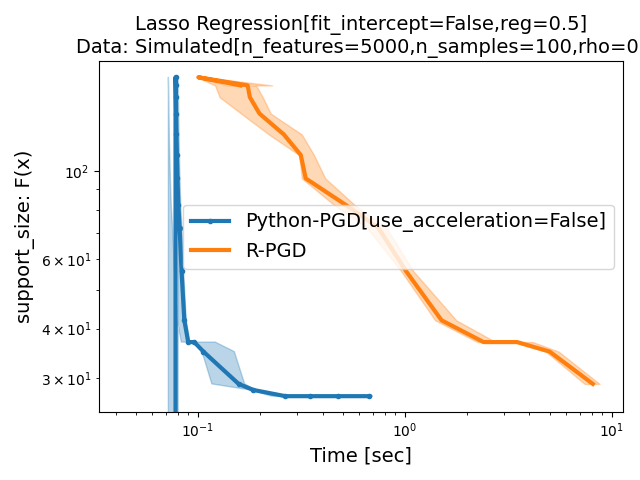 Lasso Regression[fit_intercept=False,reg=0.5]
Data: Simulated[n_features=5000,n_samples=100,rho=0
support_size: F(x)
10²
6 × 10¹
4 × 10¹
3 × 10¹
Python-PGD[use_acceleration=False]
R-PGD
10⁻¹ 10⁰ 10¹
Time [sec]